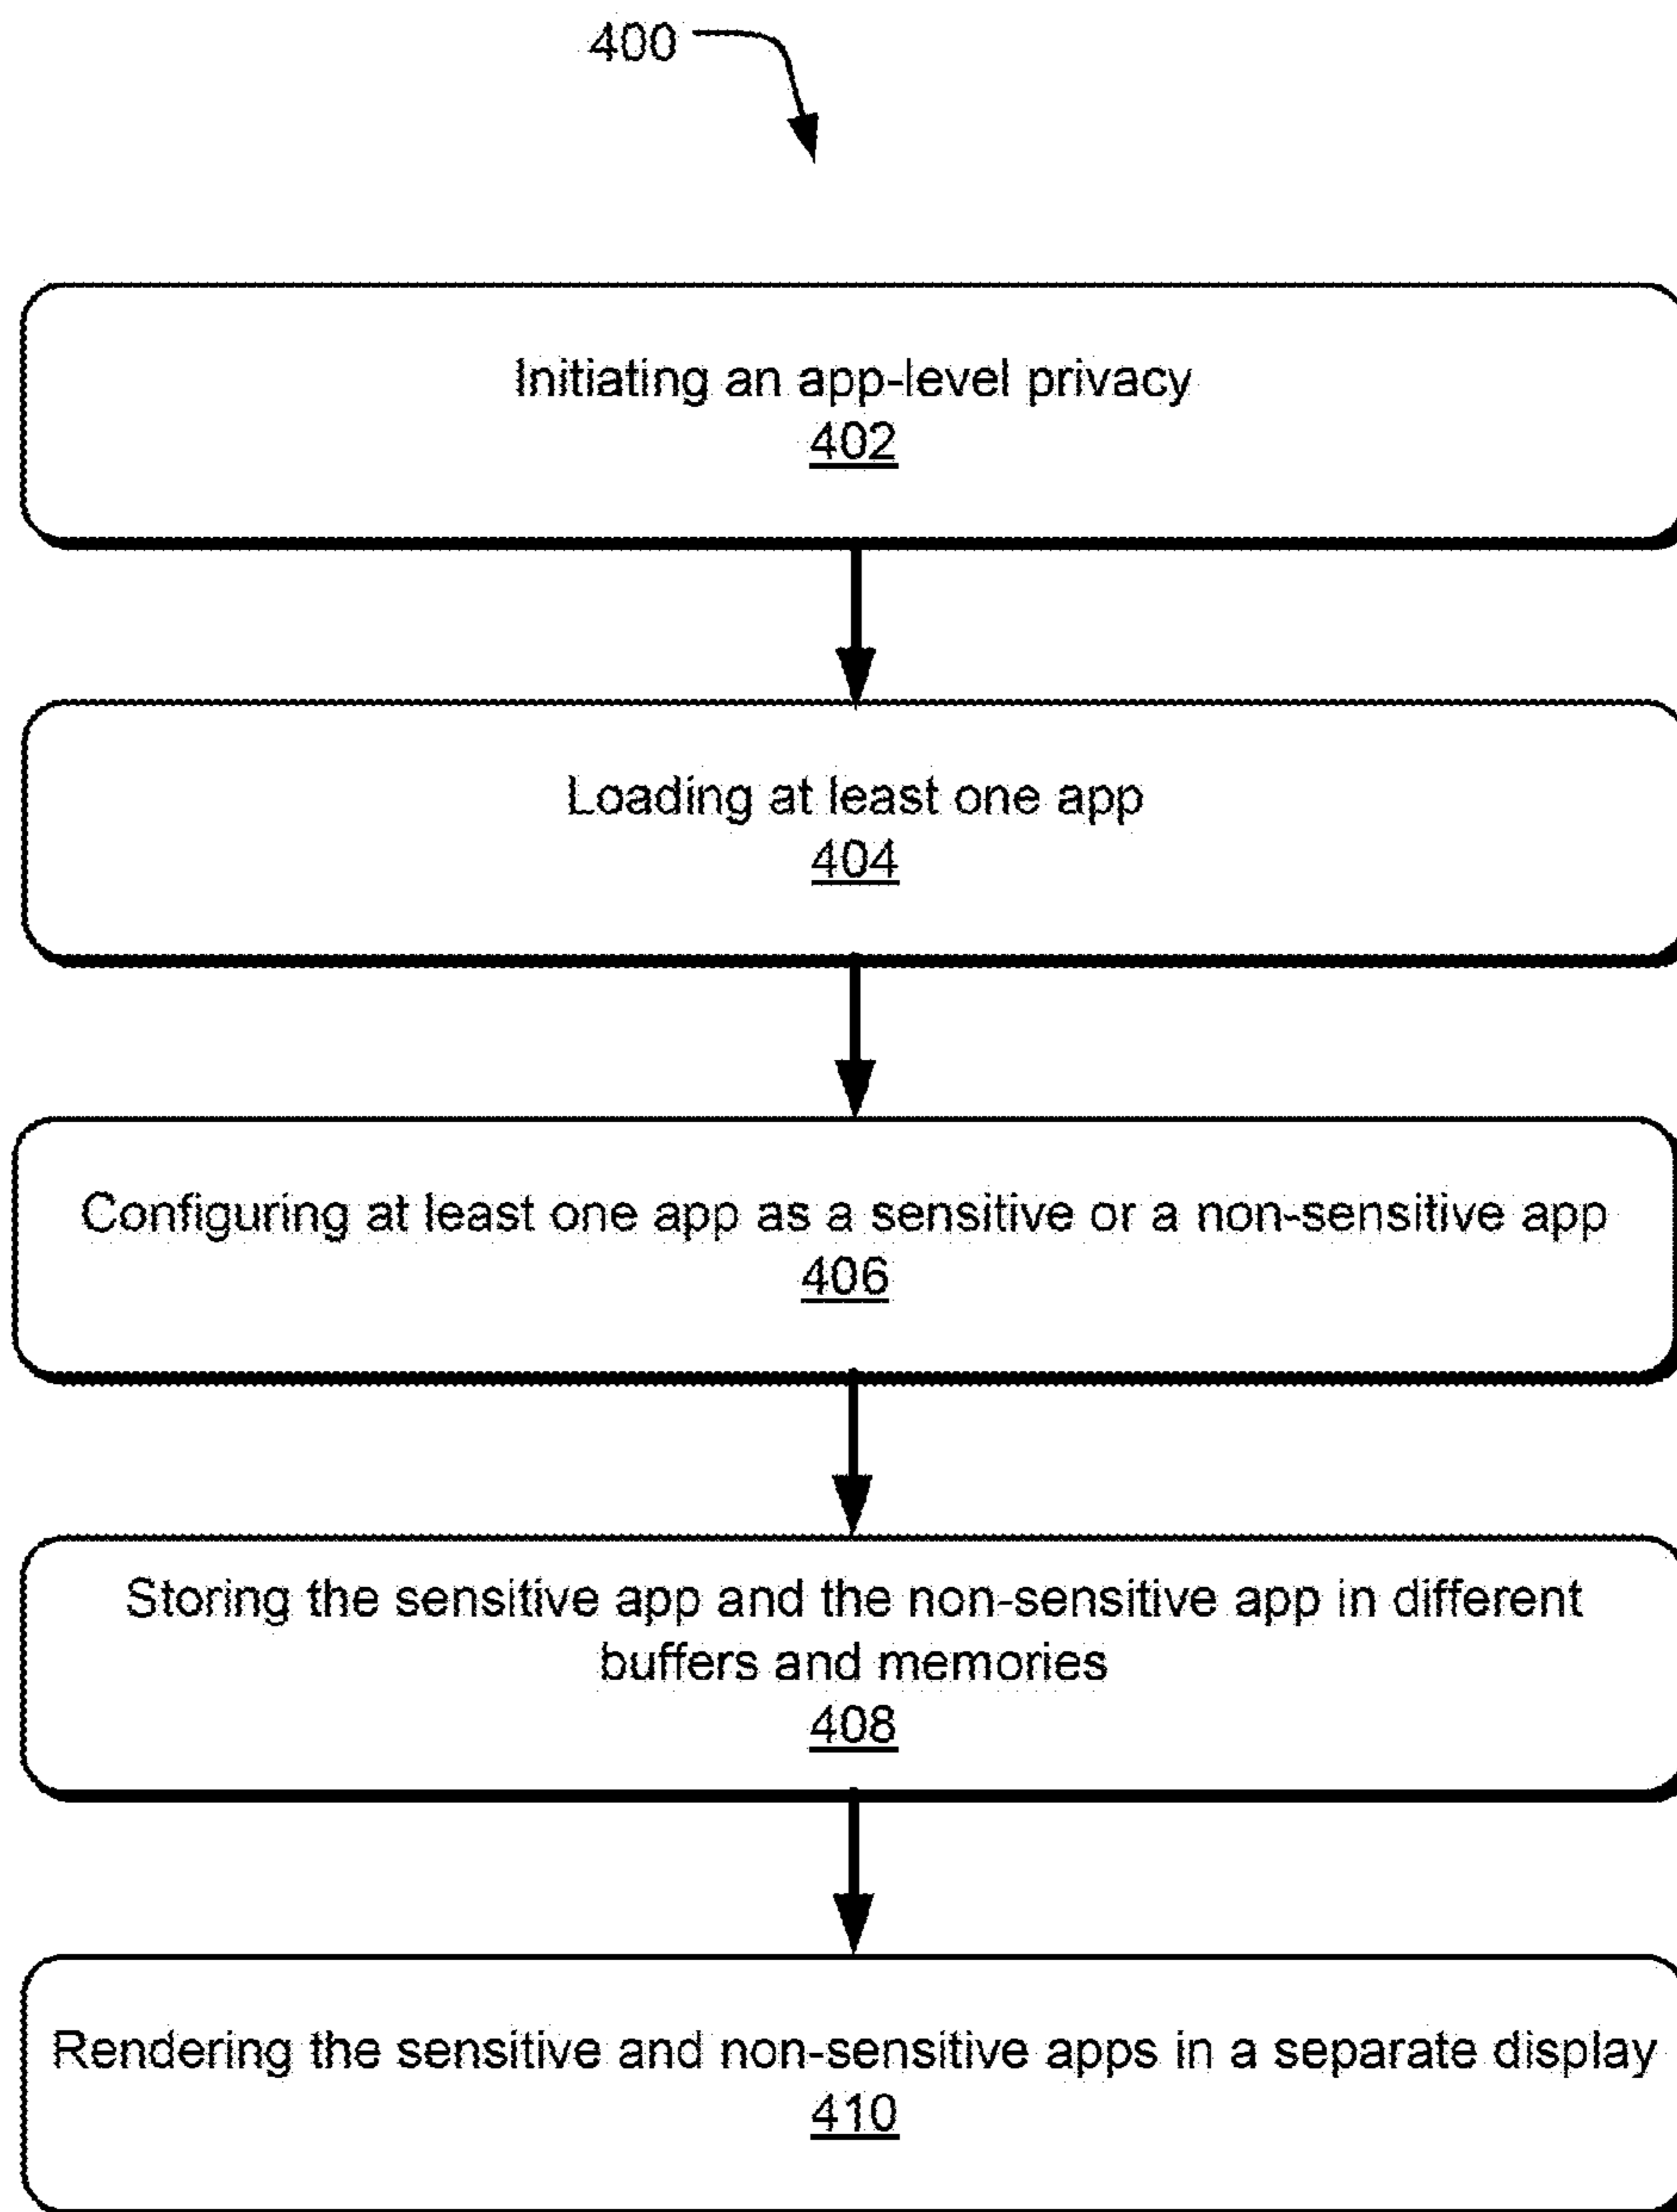 400
Initiating an app-level privacy
402
Loading at least one app
404
Configuring at least one app as a sensitive or a non-sensitive app
406
Storing the sensitive app and the non-sensitive app in different
buffers and memories
408
Rendering the sensitive and non-sensitive apps in a separate display
410